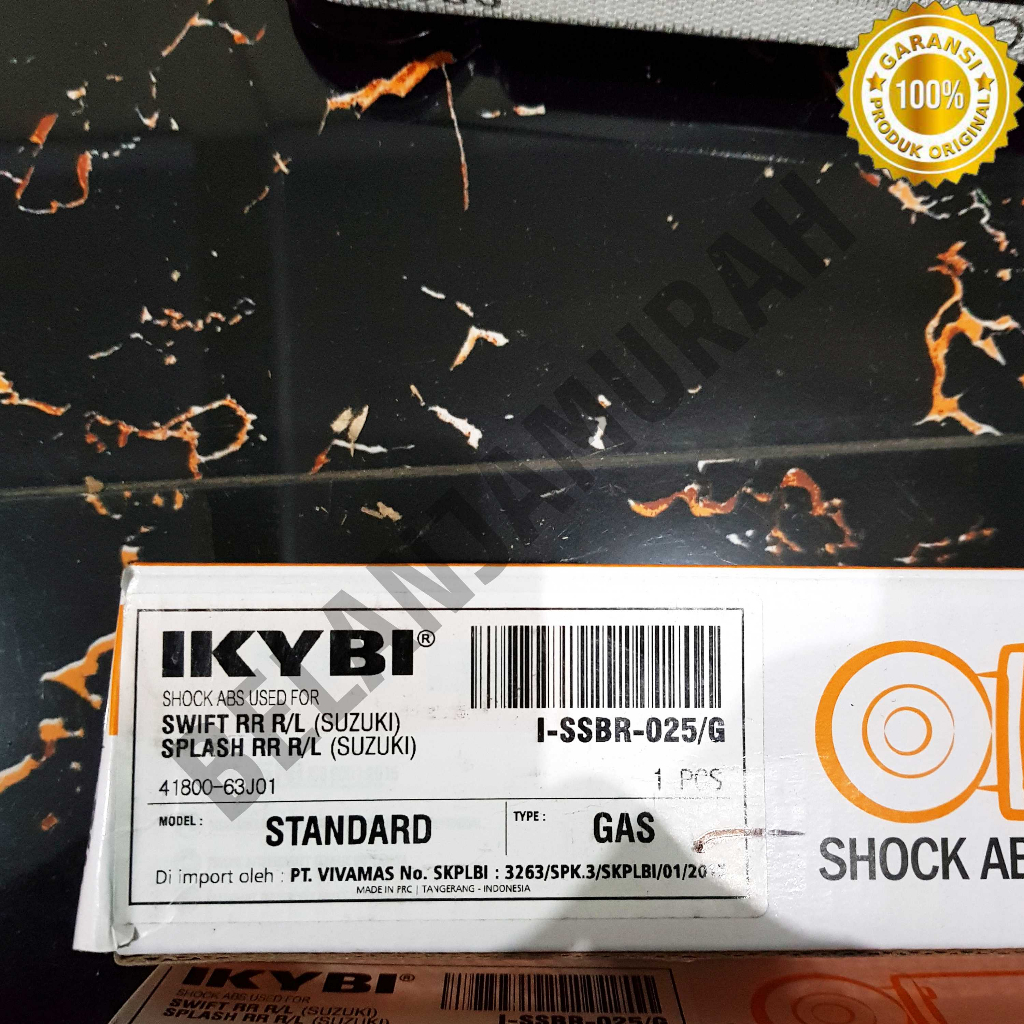 GARANSI
100%
PRODUK ORIGINAL
BELANJAMURAH
IKYBI®
SHOCK ABS USED FOR
SWIFT RR R/L (SUZUKI)
SPLASH RR R/L (SUZUKI)
41800-63J01
I-SSBR-025/G
1 PCS
MODEL : STANDARD
TYPE : GAS
Di import oleh : PT. VIVAMAS No. SKPLBI : 3263/SPK.3/SKPLBI/01/20
MADE IN PRC | TANGERANG - INDONESIA
SHOCK AB
IKYBI®
SHOCK ABS USED FOR
SWIFT RR R/L (SUZUKI)
SPLASH RR R/L (SUZUKI)
I-SSBR-025/G